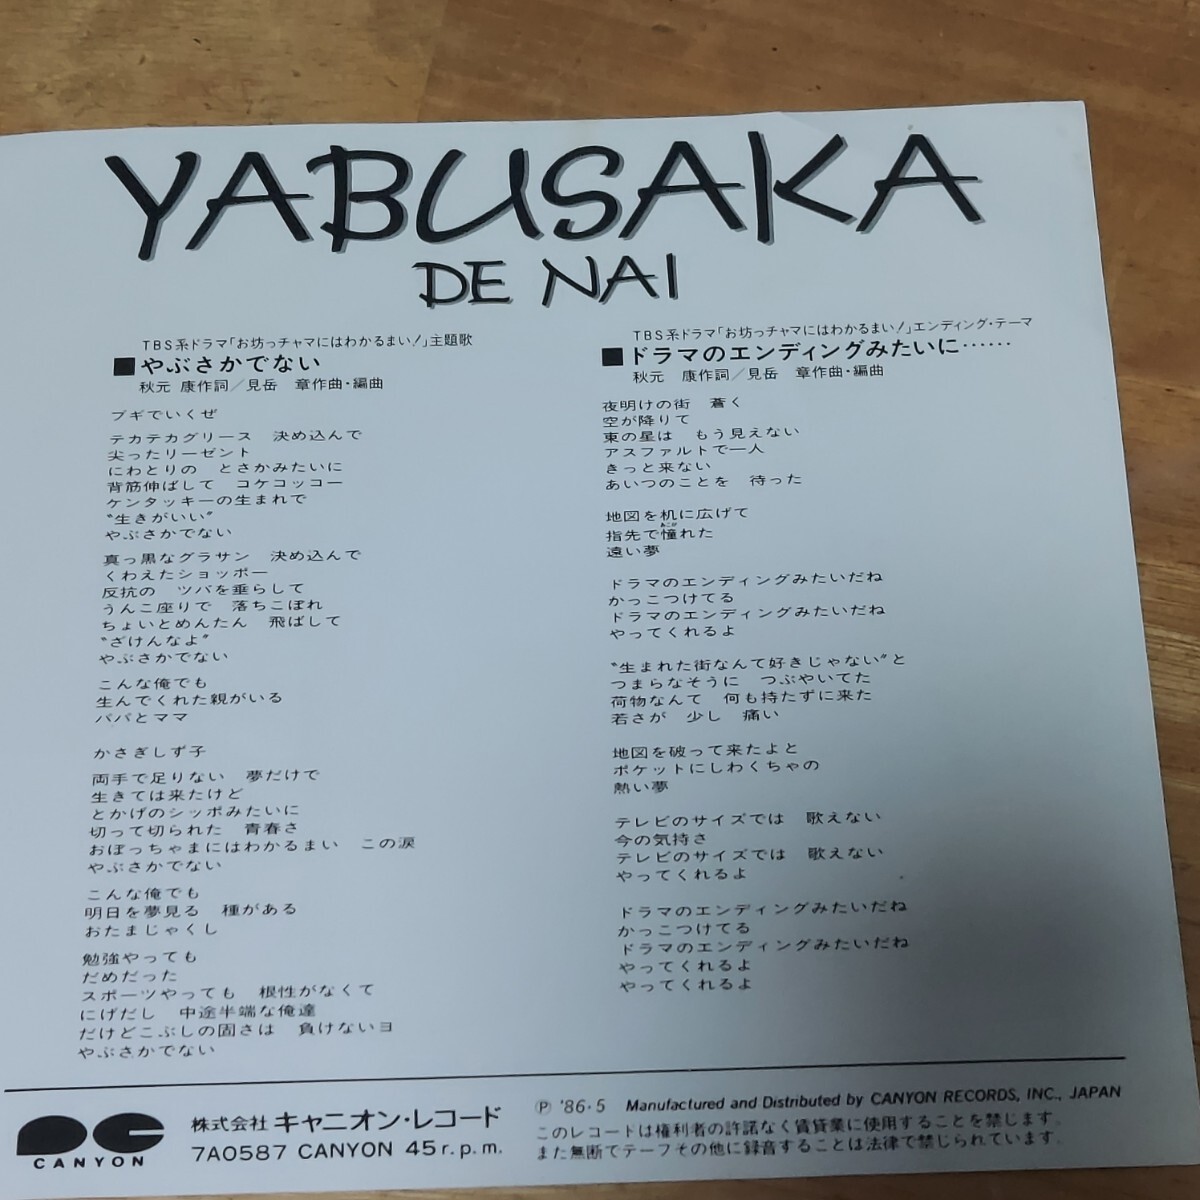 YABUSAKA
DE NAI
TBS系ドラマ「お坊っチャマにはわかるまい!」主題歌
■やぶさかでない
秋元 康作詞/見岳 章作曲・編曲
ブギでいくぜ
テカテカグリース 決め込んで
尖ったリーゼント
にわとりの とさかみたいに
背筋伸ばして コケコッコー
ケンタッキーの生まれで
“生きがいい”
やぶさかでない
真っ黒なグラサン 決め込んで
くわえたショッポー
反抗の ツバを垂らして
うんこ座りで 落ちこぼれ
ちょいとめんたん 飛ばして
“ざけんなよ”
やぶさかでない
こんな俺でも
生んでくれた親がいる
パパとママ
かさぎしず子
両手で足りない 夢だけで
生きては来たけど
とかげのシッポみたいに
切って切られた 青春さ
おぼっちゃまにはわかるまい この涙
やぶさかでない
こんな俺でも
明日を夢見る 種がある
おたまじゃくし
勉強やっても
だめだった
スポーツやっても 根性がなくて
にげだし 中途半端な俺達
だけどこぶしの固さは 負けないヨ
やぶさかでない
TBS系ドラマ「お坊っチャマにはわかるまい!」エンディング・テーマ
■ドラマのエンディングみたいに……
秋元 康作詞/見岳 章作曲・編曲
夜明けの街 蒼く
空が降りて
東の星は もう見えない
アスファルトで一人
きっと来ない
あいつのことを 待った
地図を机に広げて
指先で憧れた
遠い夢
ドラマのエンディングみたいだね
かっこつけてる
ドラマのエンディングみたいだね
やってくれるよ
“生まれた街なんて好きじゃない”と
つまらなそうに つぶやいてた
荷物なんて 何も持たずに来た
若さが 少し 痛い
地図を破って来たよと
ポケットにしわくちゃの
熱い夢
テレビのサイズでは 歌えない
今の気持さ
テレビのサイズでは 歌えない
やってくれるよ
ドラマのエンディングみたいだね
かっこつけてる
ドラマのエンディングみたいだね
やってくれるよ
やってくれるよ
CANYON
株式会社 キャニオン・レコード
7A0587 CANYON 45r.p.m.
Ⓟ '86・5 Manufactured and Distributed by CANYON RECORDS, INC., JAPAN
このレコードは権利者の許諾なく賃貸業に使用することを禁じます。
また無断でテープその他に録音することは法律で禁じられています。